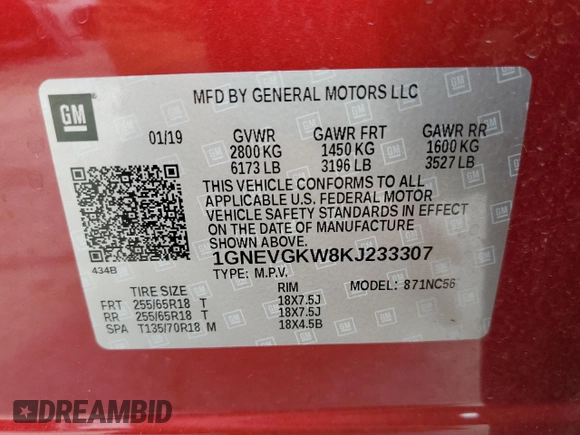 MFD BY GENERAL MOTORS LLC
GM
01/19 GVWR GAWR FRT GAWR RR
2800 KG 1450 KG 1600 KG
6173 LB 3196 LB 3527 LB
THIS VEHICLE CONFORMS TO ALL
APPLICABLE U.S. FEDERAL MOTOR
VEHICLE SAFETY STANDARDS IN EFFECT
ON THE DATE OF MANUFACTURE
SHOWN ABOVE.
434B 1GNEVGKW8KJ233307
TYPE: M.P.V.
TIRE SIZE RIM MODEL: 871NC56
FRT 255/65R18 T 18X7.5J
RR 255/65R18 T 18X7.5J
SPA T135/70R18 M 18X4.5B
DREAMBID